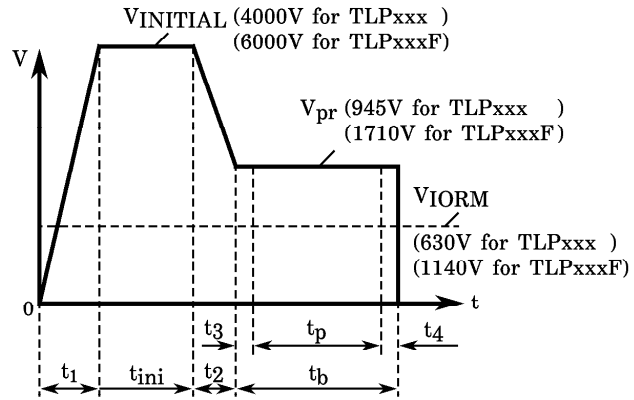 VINITIAL (4000V for TLPxxx )
(6000V for TLPxxxF)
V
Vpr (945V for TLPxxx )
(1710V for TLPxxxF)
VIORM
(630V for TLPxxx )
(1140V for TLPxxxF)
0
t
t3
tp
t4
t1
tini
t2
tb